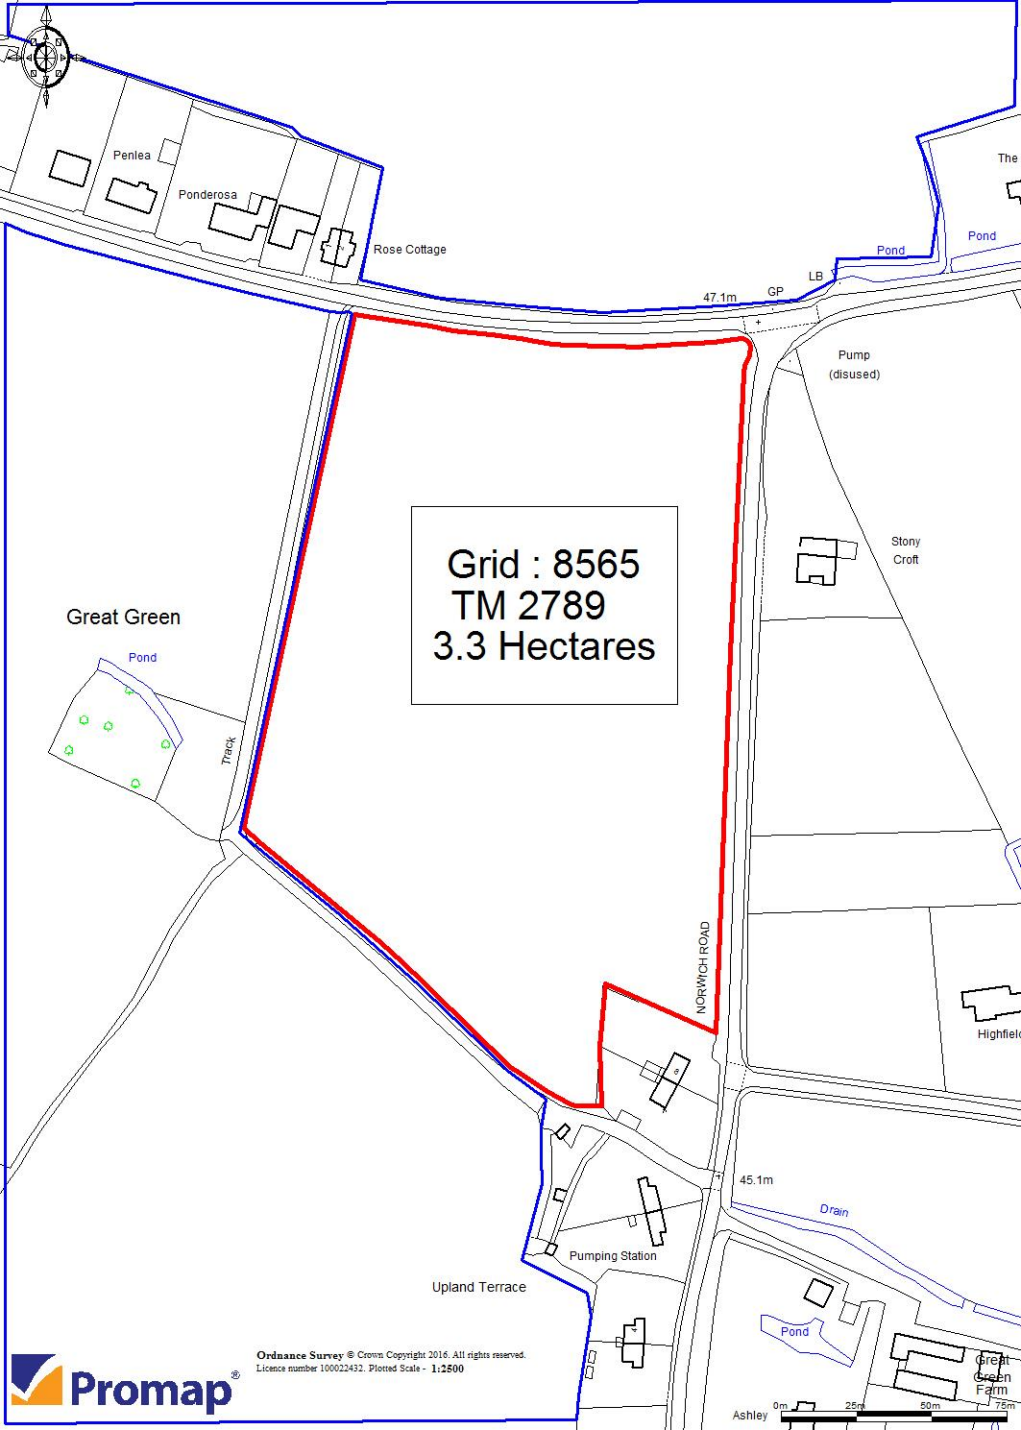 Penlea
Ponderosa
Rose Cottage
The
Pond
Pond
LB
GP
47.1m
Pump
(disused)
Grid : 8565
TM 2789
3.3 Hectares
Stony
Croft
Great Green
Pond
Track
NORWICH ROAD
Highfield
6
45.1m
Drain
Pumping Station
Upland Terrace
4
Pond
Great
Green
Farm
Ordnance Survey © Crown Copyright 2016. All rights reserved.
Licence number 100022432. Plotted Scale - 1:2500
Promap®
Ashley
0m 25m 50m 75m